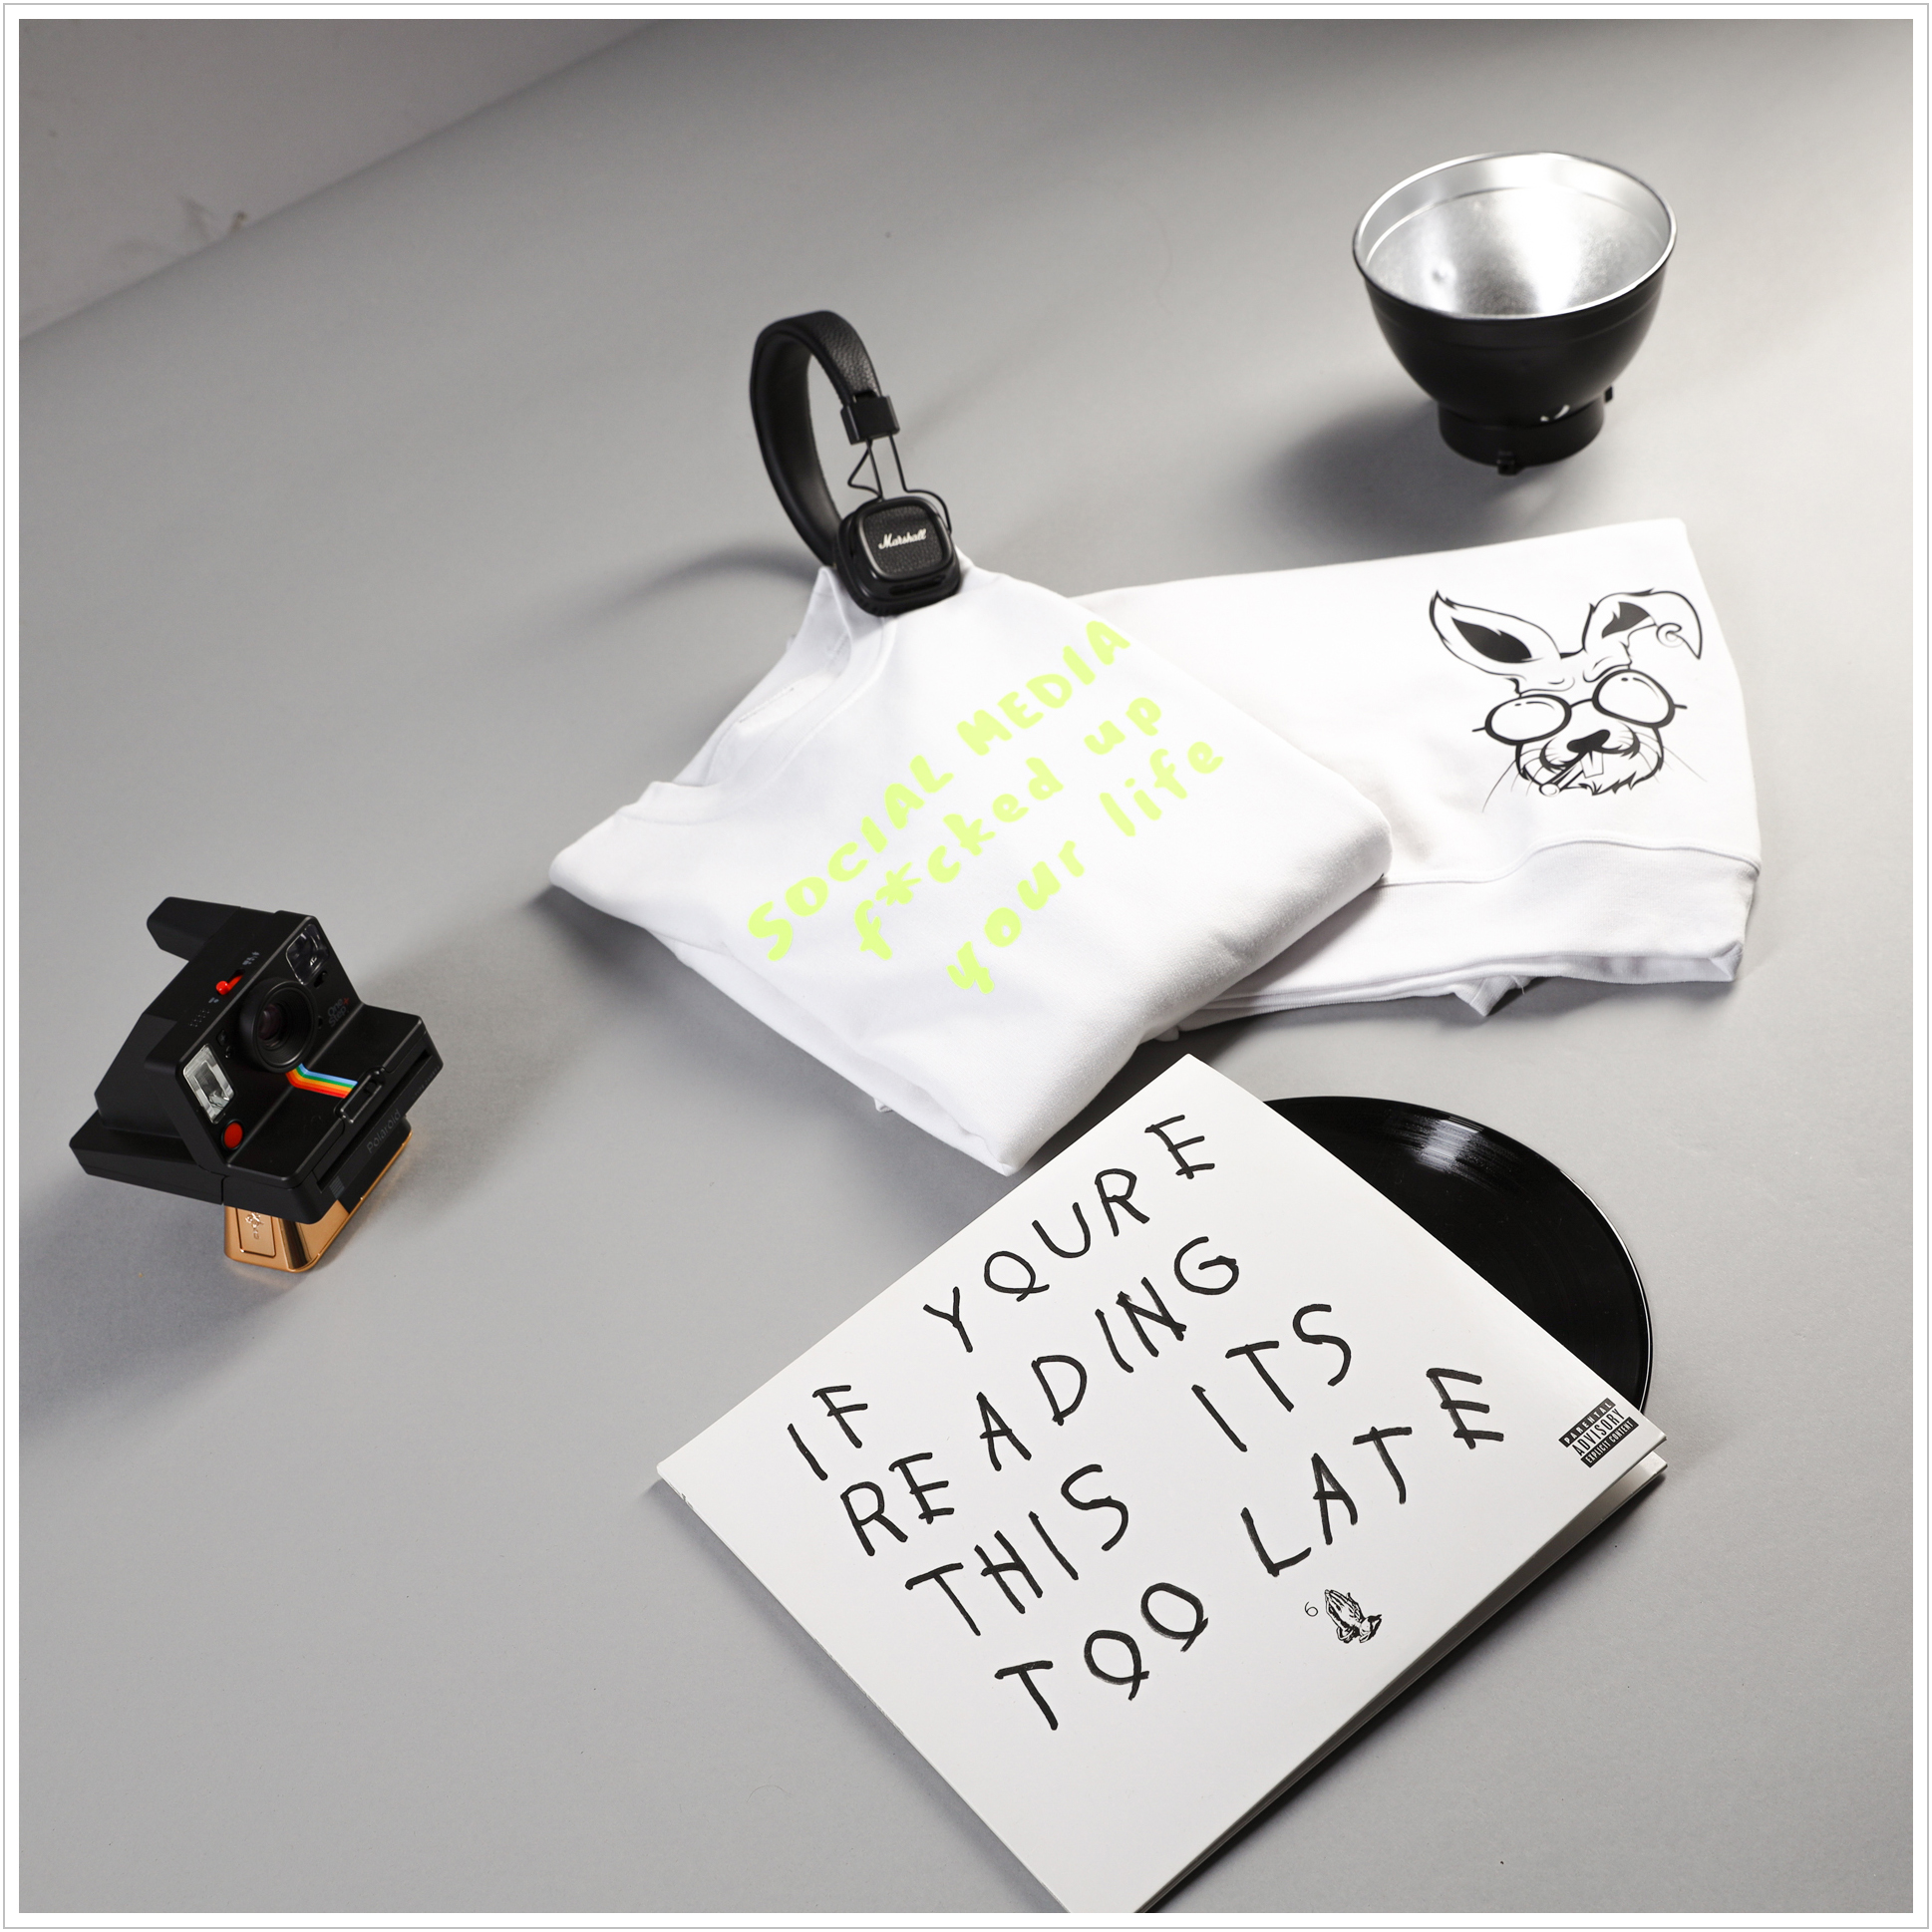 Marshall
SOCIAL MEDIA
f*cked up
your life
Polaroid
IF YOURE
READING
THIS ITS
TOO LATE
6
PARENTAL
ADVISORY
EXPLICIT CONTENT